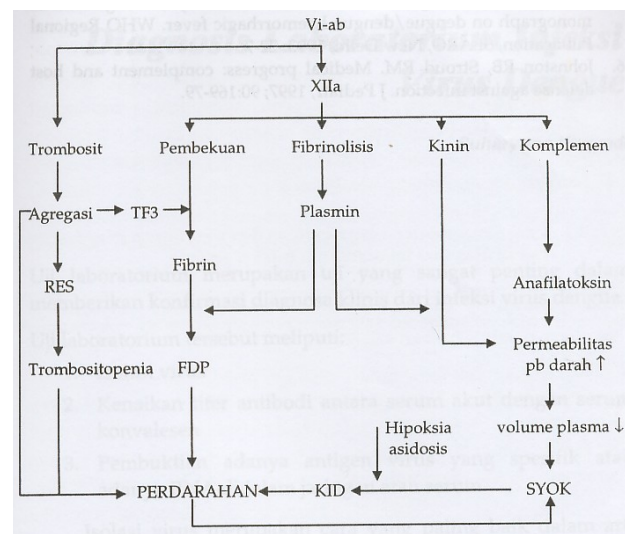 Vi-ab
XIIa
Trombosit Pembekuan Fibrinolisis Kinin Komplemen
Agregasi TF3 Plasmin
Fibrin
RES Anafilatoksin
Permeabilitas
pb darah ↑
Trombositopenia FDP
Hipoksia
asidosis
volume plasma ↓
PERDARAHAN KID SYOK